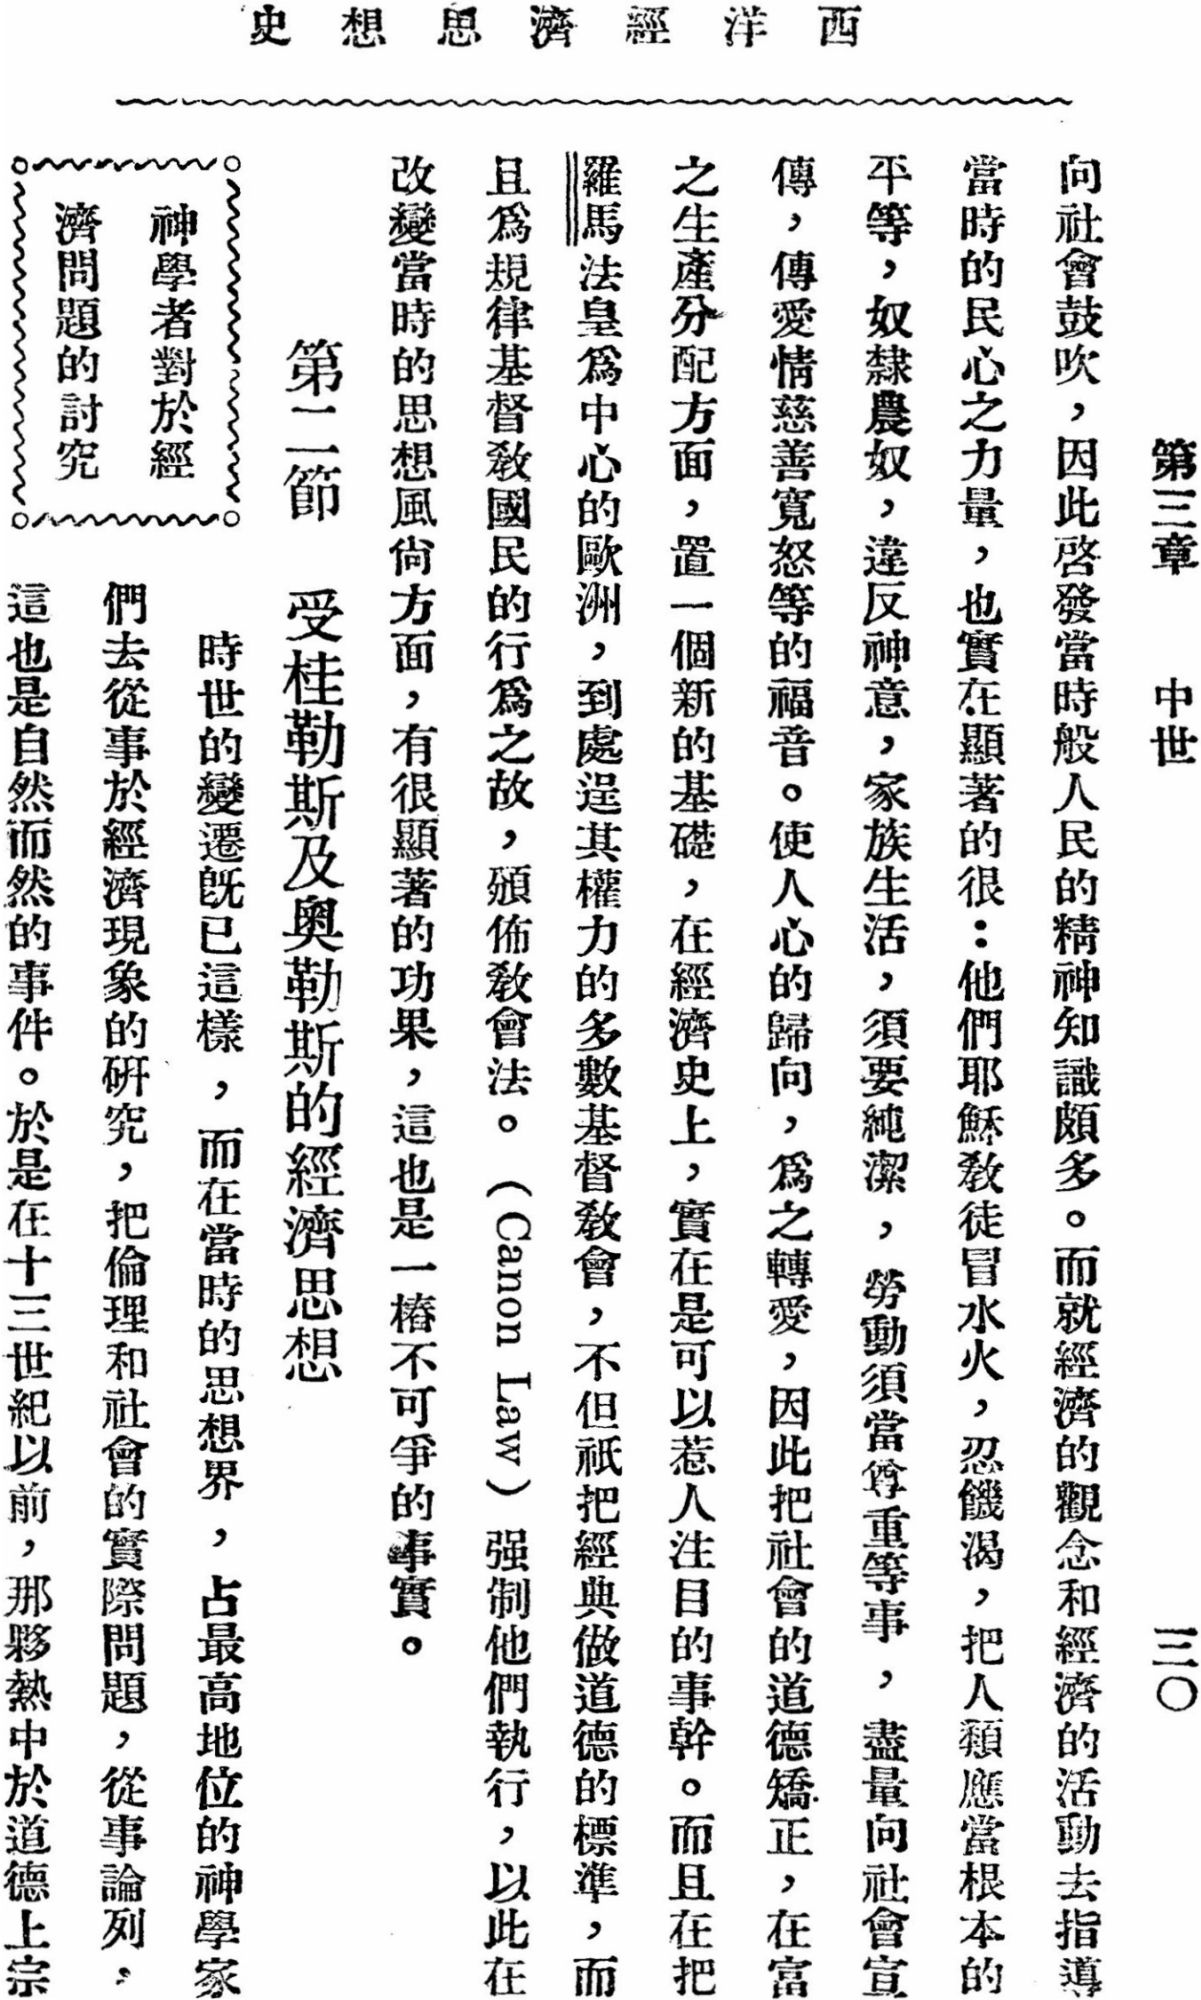 西洋經濟思想史
第三章 中世 三〇
向社會鼓吹，因此啓發當時般人民的精神知識頗多。而就經濟的觀念和經濟的活動去指導
當時的民心之力量，也實在顯著的很：他們耶穌敎徒冒水火，忍饑渴，把人類應當根本的
平等，奴隸農奴，違反神意，家族生活，須要純潔，勞動須當尊重等事，盡量向社會宣
傳，傳愛情慈善寬怒等的福音。使人心的歸向，爲之轉愛，因此把社會的道德矯正，在富
之生產分配方面，置一個新的基礎，在經濟史上，實在是可以惹人注目的事幹。而且在把
羅馬法皇爲中心的歐洲，到處逞其權力的多數基督敎會，不但祇把經典做道德的標準，而
且爲規律基督敎國民的行爲之故，頒佈敎會法。（Canon Law）强制他們執行，以此在
改變當時的思想風尙方面，有很顯著的功果，這也是一樁不可爭的事實。
第二節 受桂勒斯及奧勒斯的經濟思想
神學者對於經
濟問題的討究
時世的變遷旣已這樣，而在當時的思想界，占最高地位的神學家
們去從事於經濟現象的硏究，把倫理和社會的實際問題，從事論列，
這也是自然而然的事件。於是在十三世紀以前，那夥熱中於道德上宗